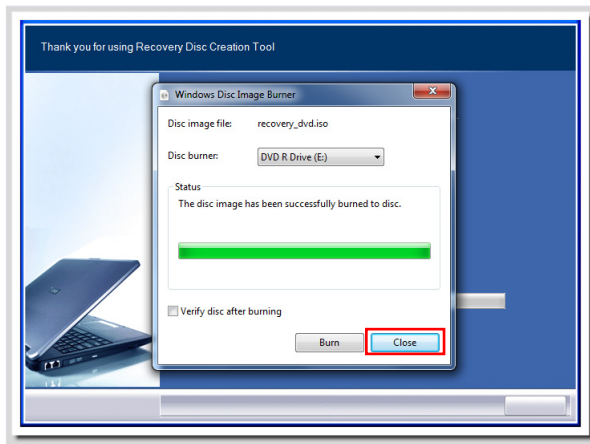 Thank you for using Recovery Disc Creation Tool
Windows Disc Image Burner
Disc image file: recovery_dvd.iso
Disc burner: DVD R Drive (E:)
Status
The disc image has been successfully burned to disc.
Verify disc after burning
Burn Close